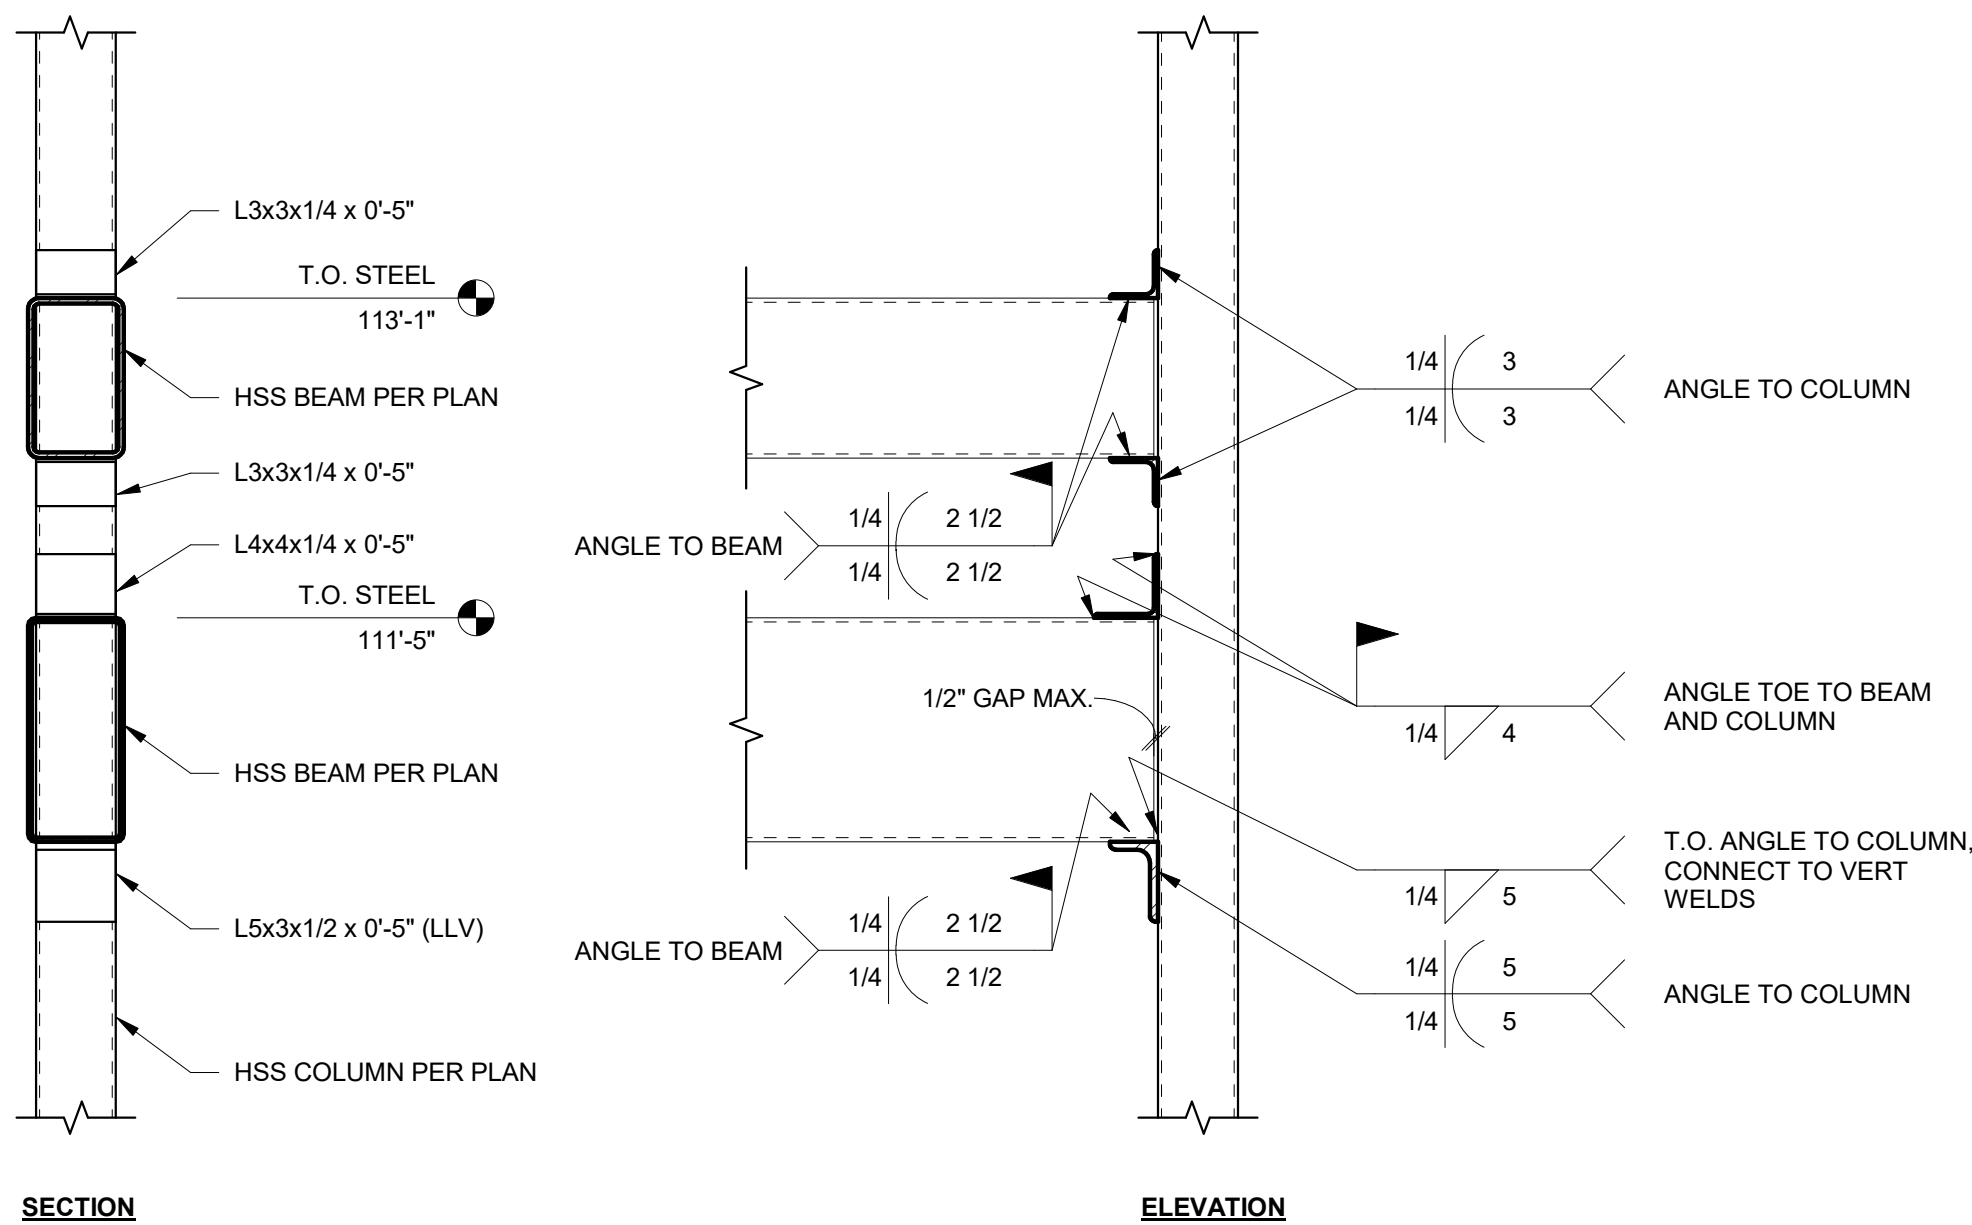 L3x3x1/4 x 0'-5"
T.O. STEEL
113'-1"
HSS BEAM PER PLAN
L3x3x1/4 x 0'-5"
L4x4x1/4 x 0'-5"
T.O. STEEL
111'-5"
HSS BEAM PER PLAN
L5x3x1/2 x 0'-5" (LLV)
HSS COLUMN PER PLAN
SECTION
1/4 2 1/2
ANGLE TO BEAM
1/4 2 1/2
1/2" GAP MAX.
1/4 2 1/2
ANGLE TO BEAM
1/4 2 1/2
1/4 3
ANGLE TO COLUMN
1/4 3
ANGLE TOE TO BEAM
AND COLUMN
1/4 4
T.O. ANGLE TO COLUMN,
CONNECT TO VERT
WELDS
1/4 5
1/4 5
ANGLE TO COLUMN
1/4 5
ELEVATION